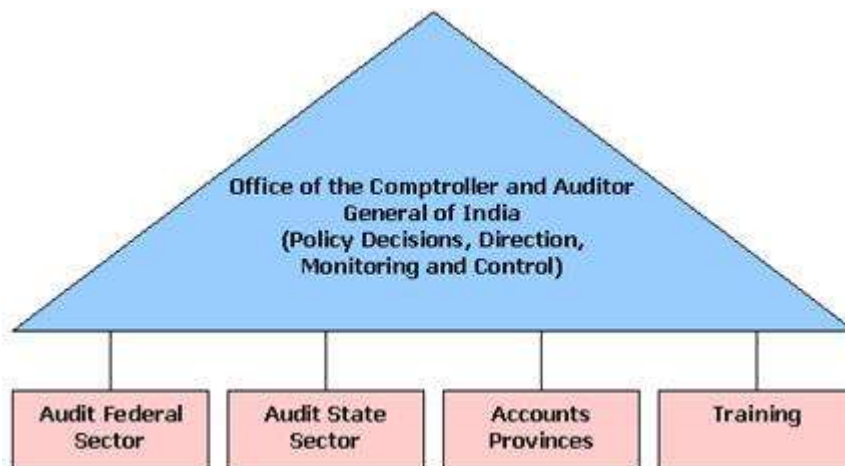 Office of the Comptroller and Auditor
General of India
(Policy Decisions, Direction,
Monitoring and Control)
Audit Federal
Sector
Audit State
Sector
Accounts
Provinces
Training